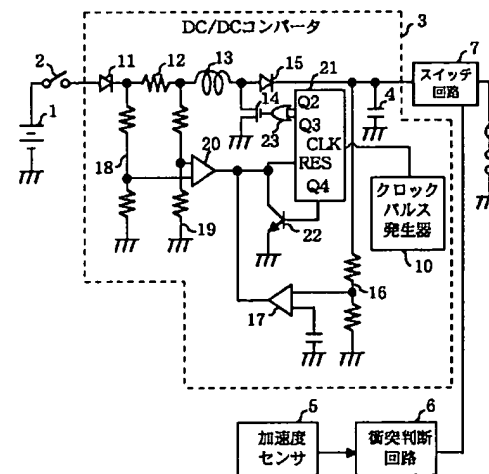 DC/DCコンバータ
3
2
11
12
13
15
7
21
スイッチ
回路
14
Q2
Q3
4
1
23
CLK
20
RES
18
Q4
クロック
パルス
発生器
22
19
10
16
17
5
6
加速度
センサ
衝突判断
回路